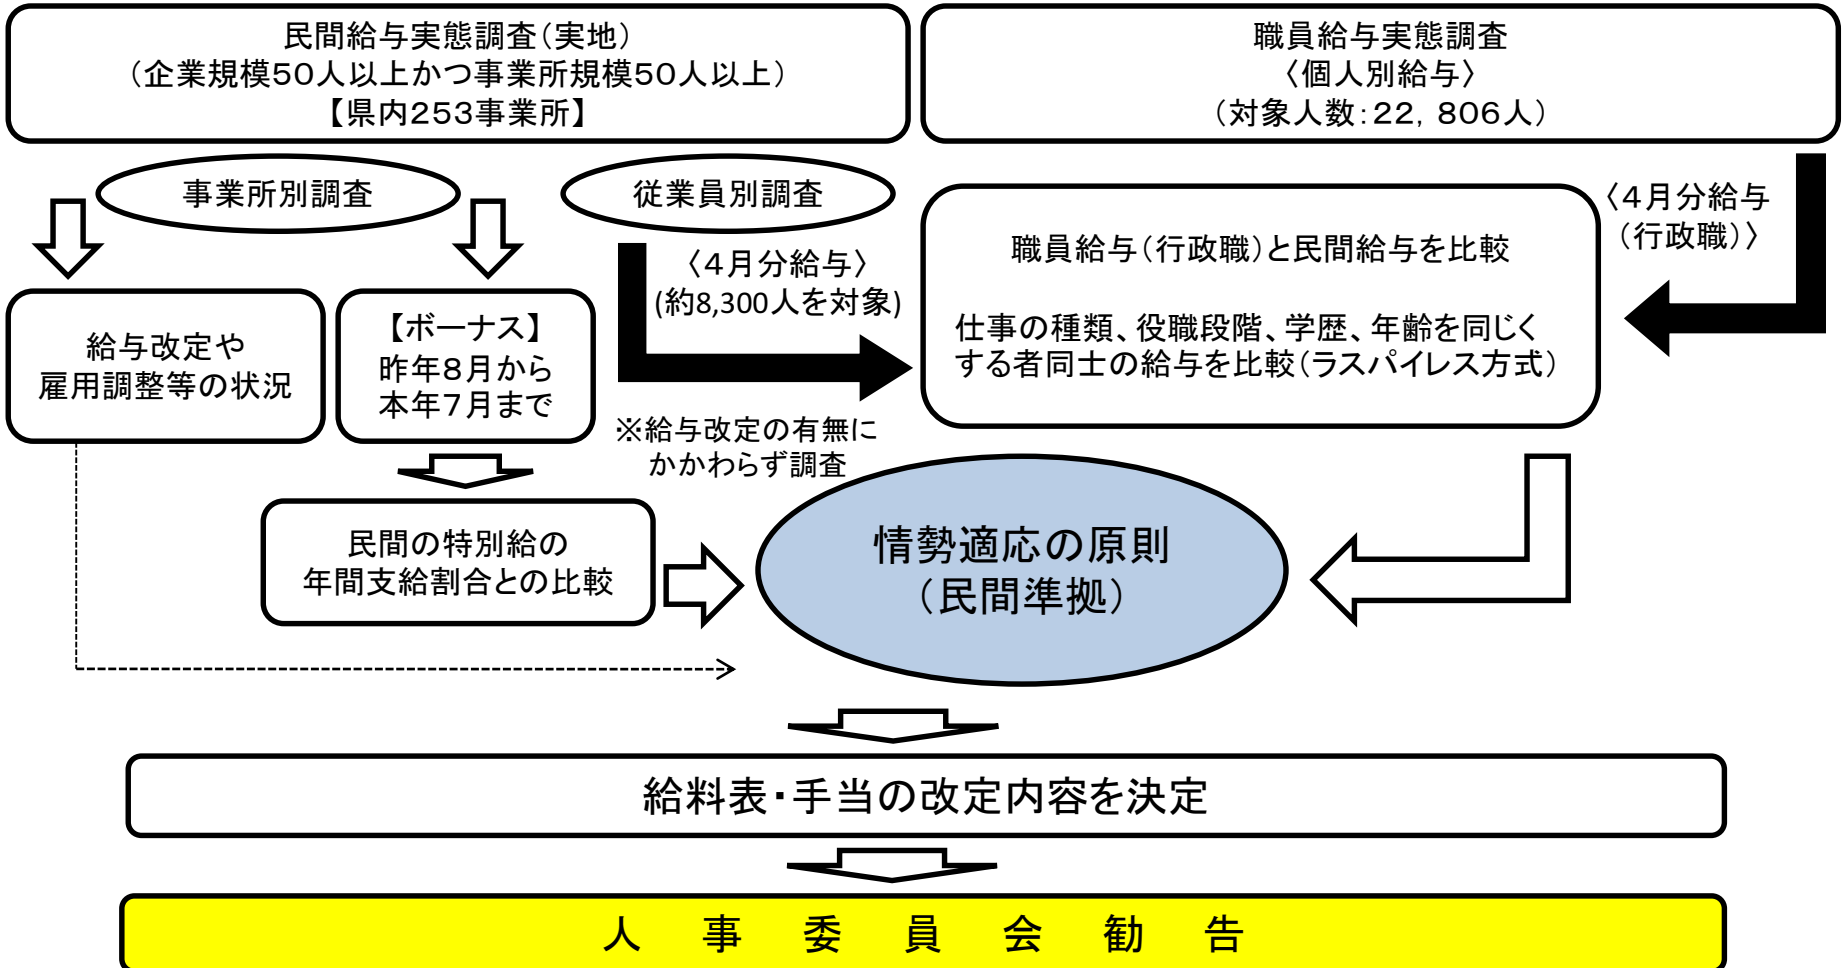 民間給与実態調査(実地)
(企業規模50人以上かつ事業所規模50人以上)
【県内253事業所】
職員給与実態調査
〈個人別給与〉
(対象人数:22,806人)
事業所別調査
従業員別調査
〈4月分給与
(行政職)〉
〈4月分給与〉
(約8,300人を対象)
職員給与(行政職)と民間給与を比較
仕事の種類、役職段階、学歴、年齢を同じく
する者同士の給与を比較(ラスパイレス方式)
給与改定や
雇用調整等の状況
【ボーナス】
昨年8月から
本年7月まで
※給与改定の有無に
かかわらず調査
民間の特別給の
年間支給割合との比較
情勢適応の原則
(民間準拠)
給料表・手当の改定内容を決定
人事委員会勧告